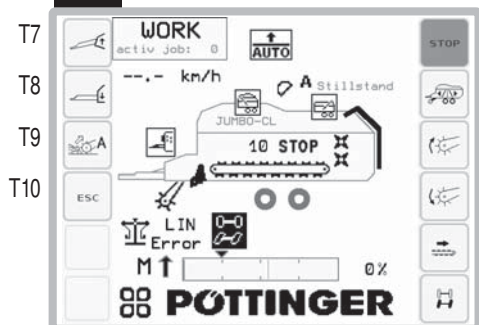 T7
T8
T9
T10
WORK
activ job: 0
AUTO
STOP
--.- km/h
A Stillstand
JUMBO-CL
A
10 STOP
ESC
LIN
Error
M
0%
PÖTTINGER